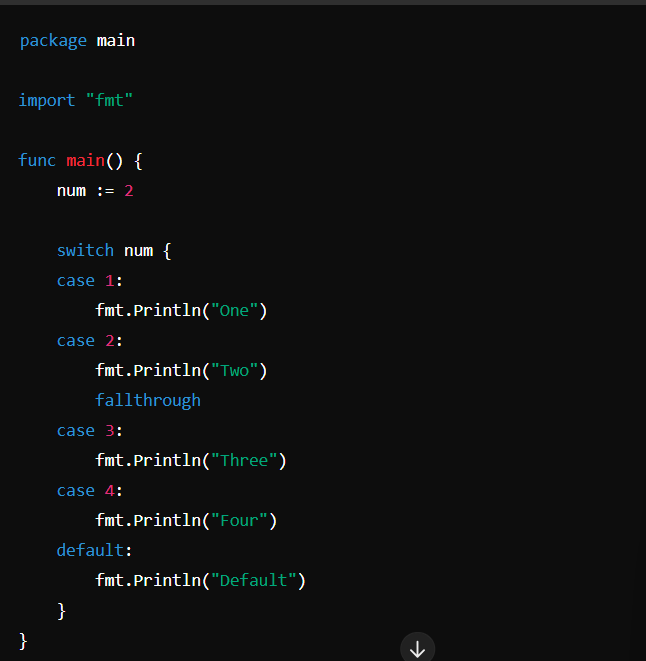 package main
import "fmt"
func main() {
    num := 2
    switch num {
    case 1:
        fmt.Println("One")
    case 2:
        fmt.Println("Two")
        fallthrough
    case 3:
        fmt.Println("Three")
    case 4:
        fmt.Println("Four")
    default:
        fmt.Println("Default")
    }
}